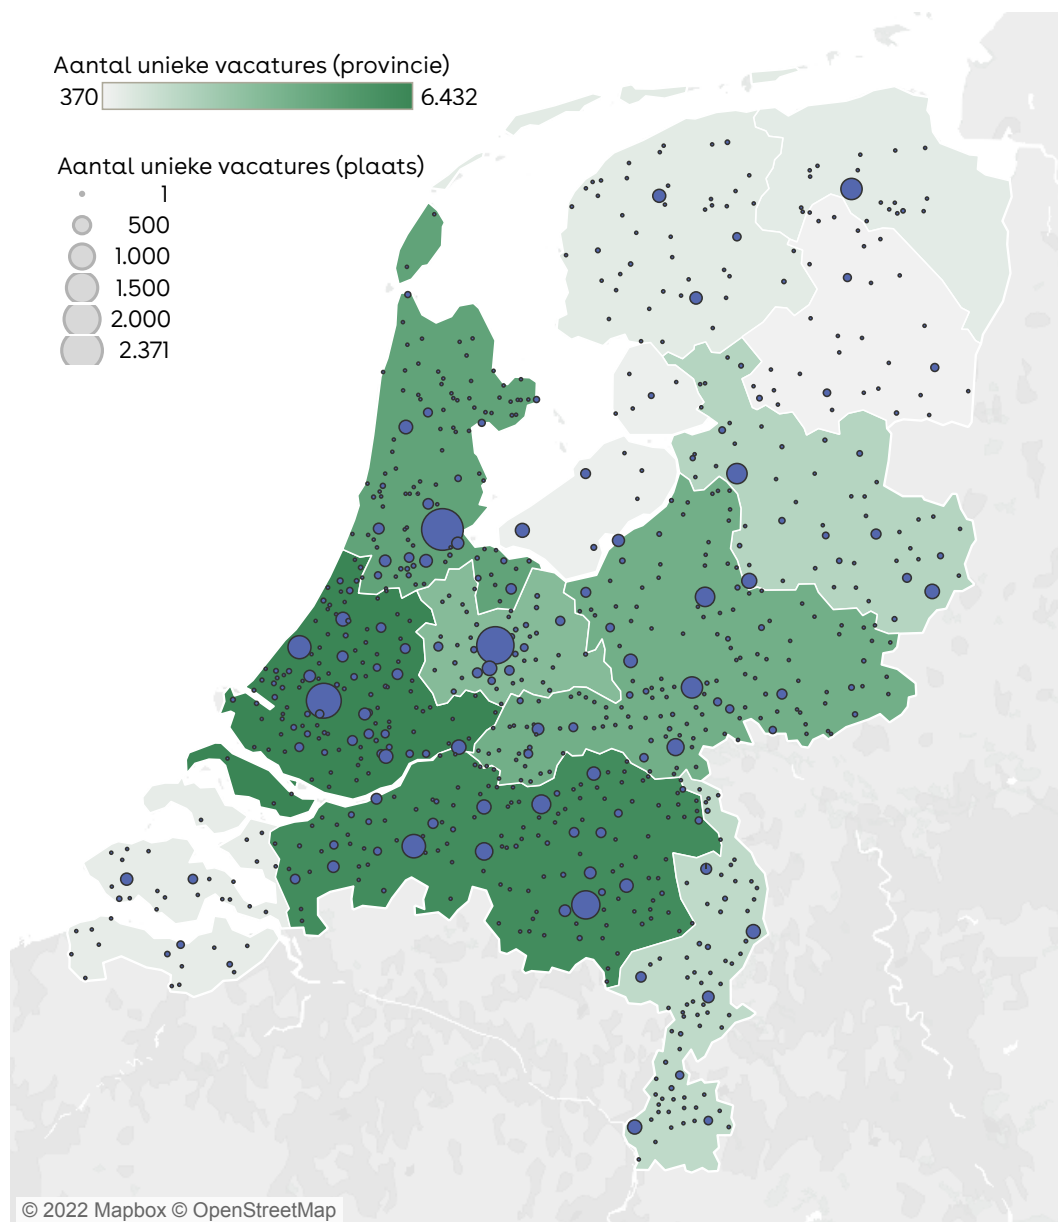 Aantal unieke vacatures (provincie)
370 6.432
Aantal unieke vacatures (plaats)
1
500
1.000
1.500
2.000
2.371
© 2022 Mapbox © OpenStreetMap